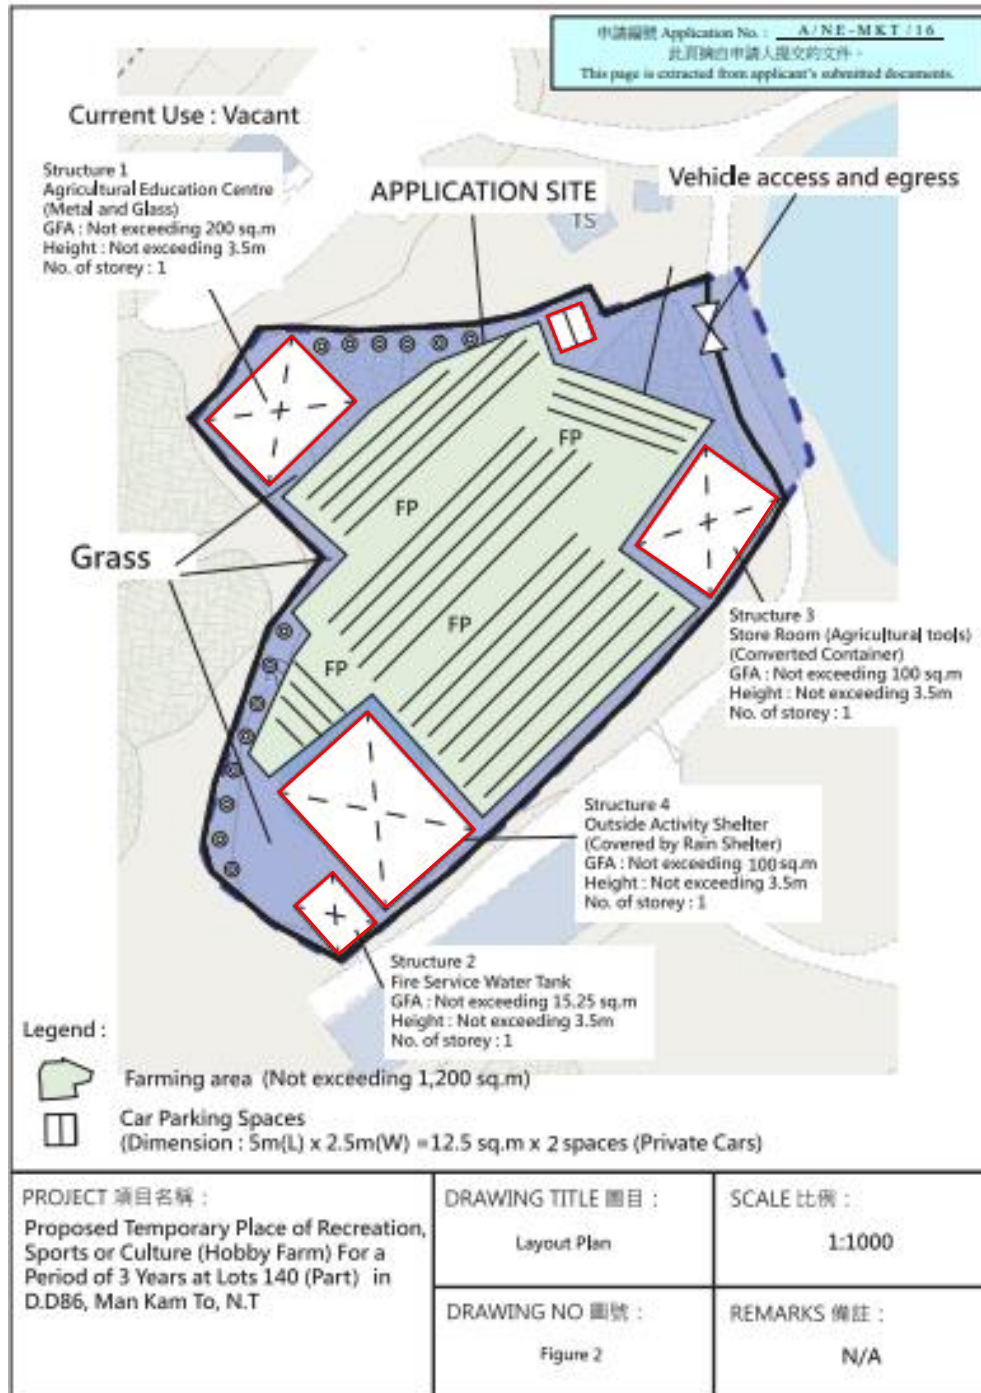 申請編號 Application No. : A/NE-MKT/16
此頁摘自申請人提交的文件。
This page is extracted from applicant's submitted documents.
Current Use : Vacant
Structure 1
Agricultural Education Centre
(Metal and Glass)
GFA : Not exceeding 200 sq.m
Height : Not exceeding 3.5m
No. of storey : 1
APPLICATION SITE
Vehicle access and egress
TS
FP
FP
Grass
FP
FP
Structure 3
Store Room (Agricultural tools)
(Converted Container)
GFA : Not exceeding 100 sq.m
Height : Not exceeding 3.5m
No. of storey : 1
Structure 4
Outside Activity Shelter
(Covered by Rain Shelter)
GFA : Not exceeding 100 sq.m
Height : Not exceeding 3.5m
No. of storey : 1
Structure 2
Fire Service Water Tank
GFA : Not exceeding 15.25 sq.m
Height : Not exceeding 3.5m
No. of storey : 1
Legend :
Farming area (Not exceeding 1,200 sq.m)
Car Parking Spaces
(Dimension : 5m(L) x 2.5m(W) =12.5 sq.m x 2 spaces (Private Cars)
PROJECT 項目名稱 :
Proposed Temporary Place of Recreation,
Sports or Culture (Hobby Farm) For a
Period of 3 Years at Lots 140 (Part) in
D.D86, Man Kam To, N.T
DRAWING TITLE 圖目 :
Layout Plan
SCALE 比例 :
1:1000
DRAWING NO 圖號 :
Figure 2
REMARKS 備註 :
N/A